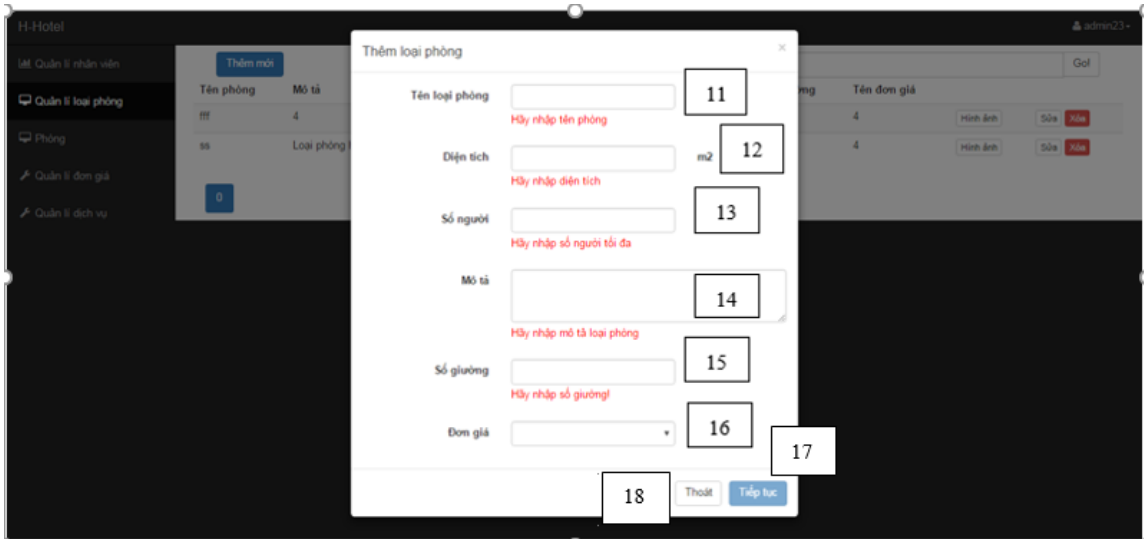 H-Hotel
admin23
Quản lí nhân viên
Quản lí loại phòng
Phòng
Quản lí đơn giá
Quản lí dịch vụ
Thêm mới
Go!
Tên phòng Mô tả ợng Tên đơn giá
fff 4 4 Hình ảnh Sửa Xóa
ss Loại phòng 4 Hình ảnh Sửa Xóa
0
Thêm loại phòng ×
Tên loại phòng 11
Hãy nhập tên phòng
Diện tích m2 12
Hãy nhập diện tích
Số người 13
Hãy nhập số người tối đa
Mô tả 14
Hãy nhập mô tả loại phòng
Số giường 15
Hãy nhập số giường!
Đơn giá 16
17
18 Thoát Tiếp tục